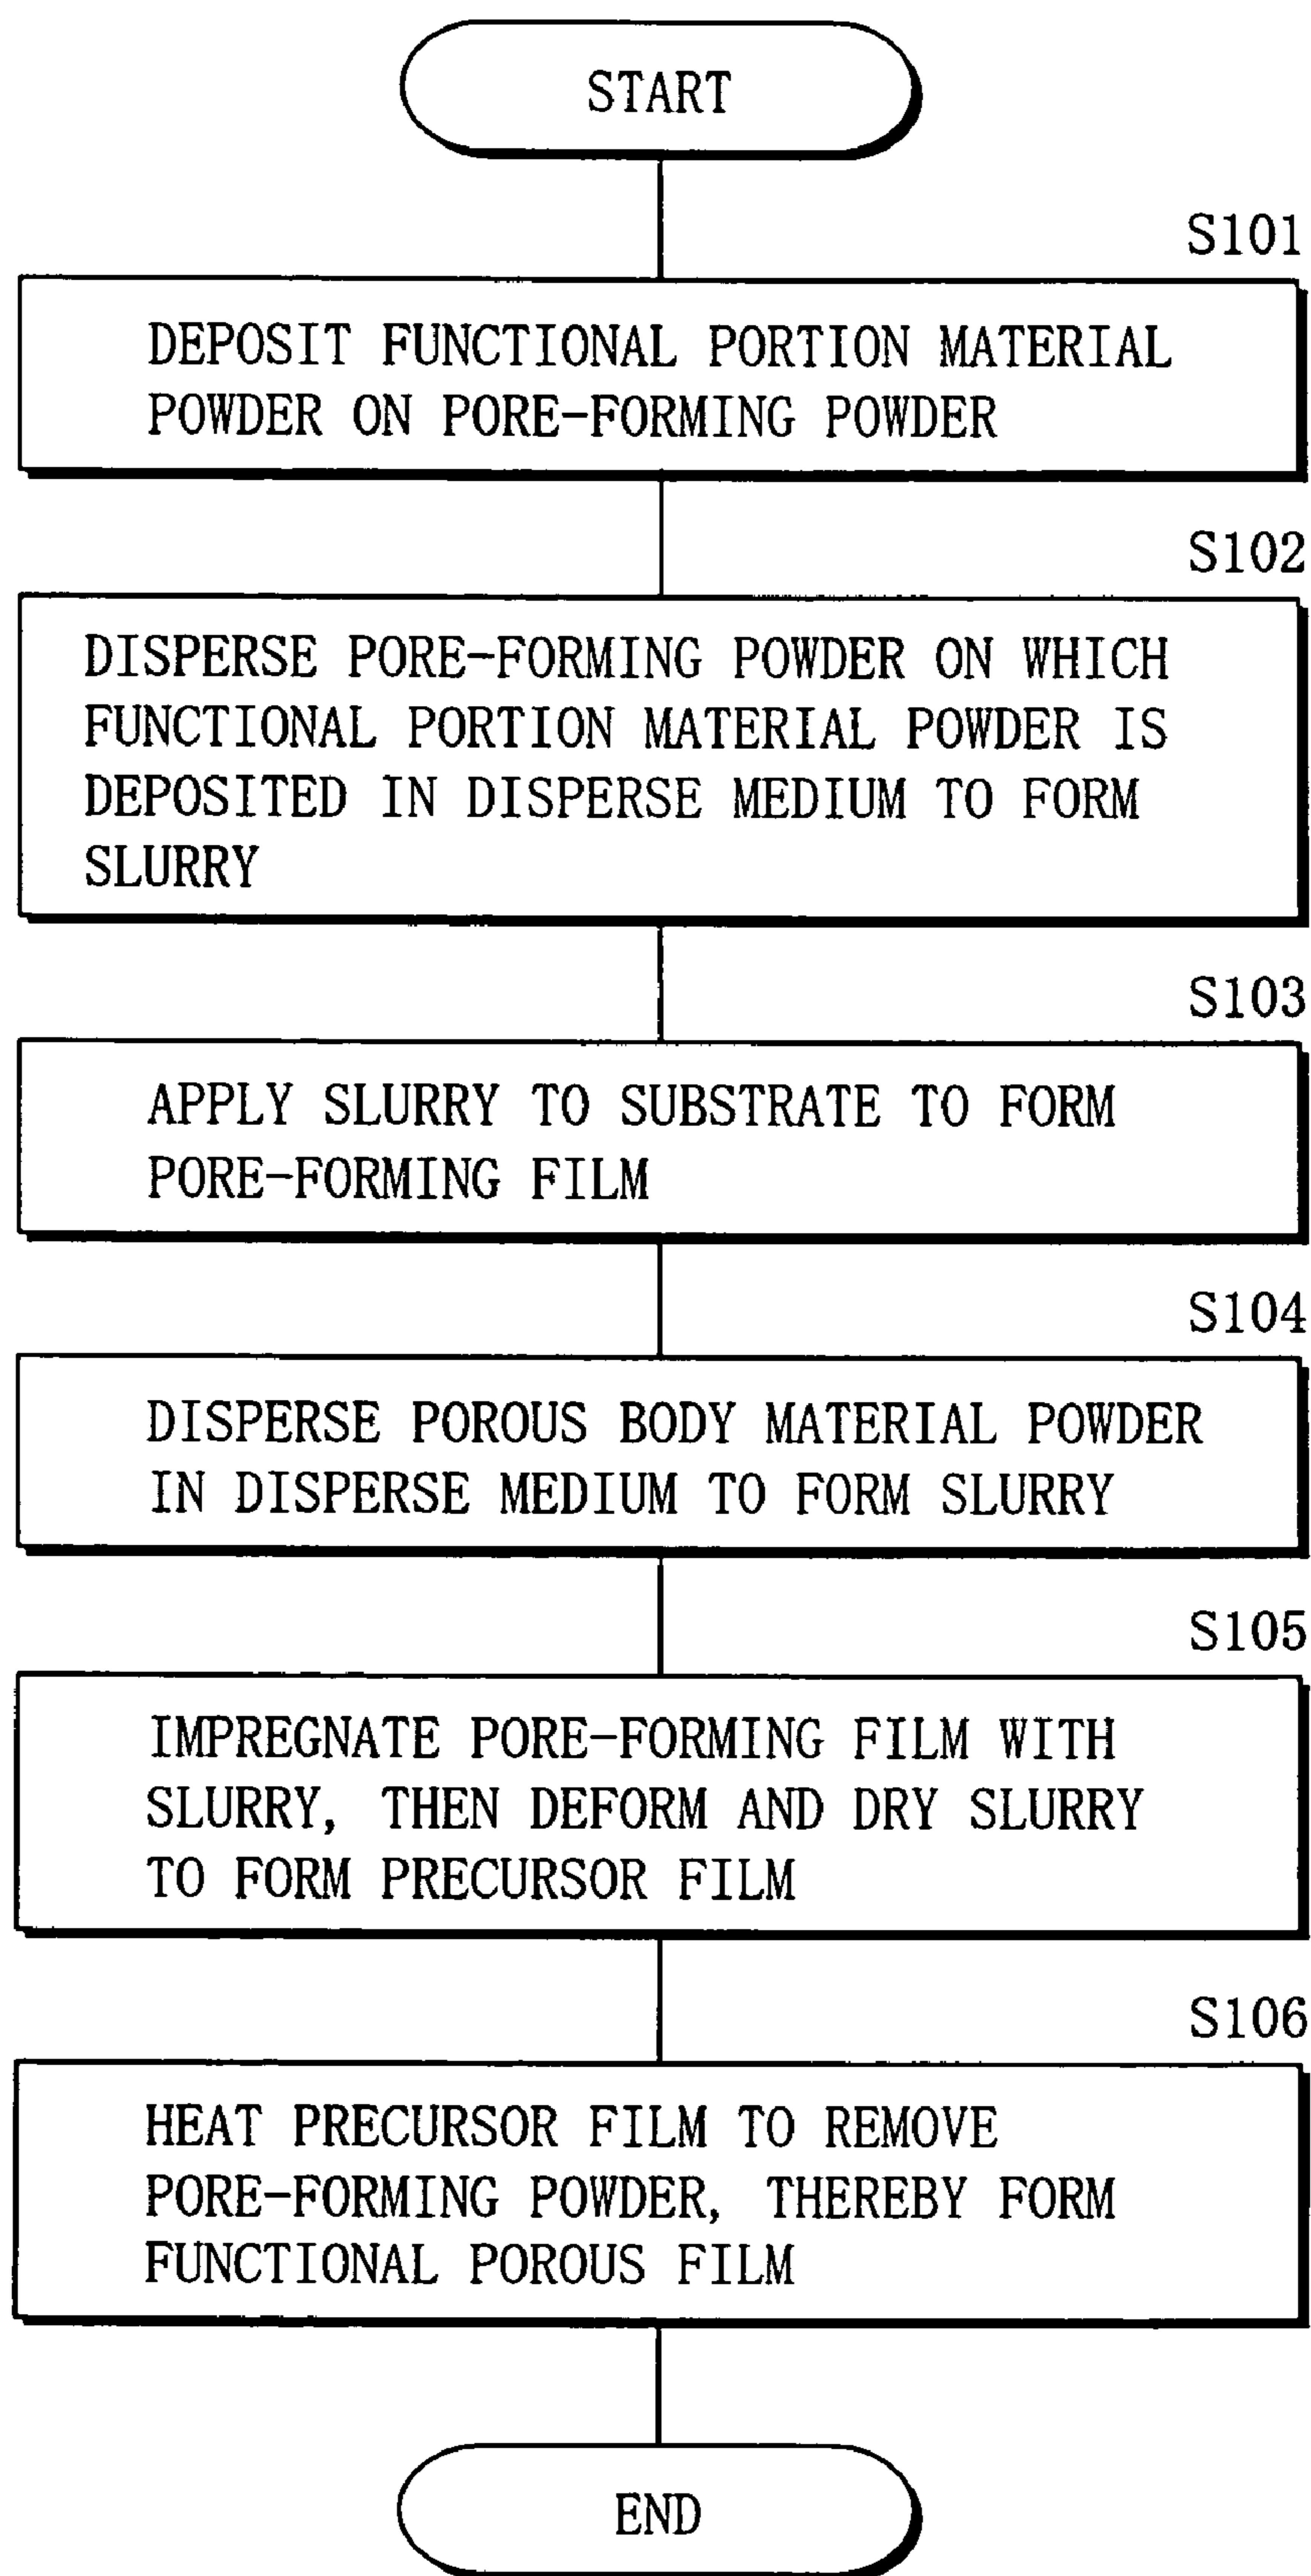 START
S101
DEPOSIT FUNCTIONAL PORTION MATERIAL
POWDER ON PORE-FORMING POWDER
S102
DISPERSE PORE-FORMING POWDER ON WHICH
FUNCTIONAL PORTION MATERIAL POWDER IS
DEPOSITED IN DISPERSE MEDIUM TO FORM
SLURRY
S103
APPLY SLURRY TO SUBSTRATE TO FORM
PORE-FORMING FILM
S104
DISPERSE POROUS BODY MATERIAL POWDER
IN DISPERSE MEDIUM TO FORM SLURRY
S105
IMPREGNATE PORE-FORMING FILM WITH
SLURRY, THEN DEFORM AND DRY SLURRY
TO FORM PRECURSOR FILM
S106
HEAT PRECURSOR FILM TO REMOVE
PORE-FORMING POWDER, THEREBY FORM
FUNCTIONAL POROUS FILM
END